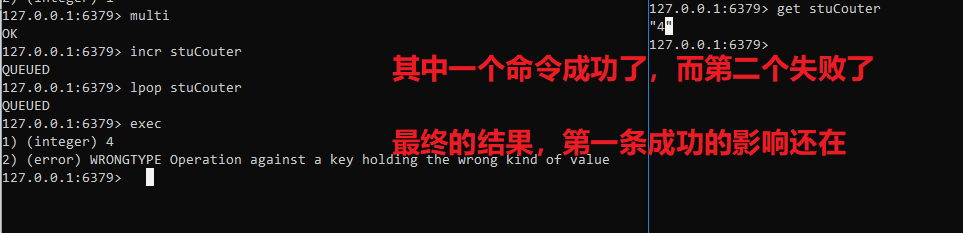 2) (integer) 1
127.0.0.1:6379> multi
OK
127.0.0.1:6379> incr stuCouter
QUEUED
127.0.0.1:6379> lpop stuCouter
QUEUED
127.0.0.1:6379> exec
1) (integer) 4
2) (error) WRONGTYPE Operation against a key holding the wrong kind of value
127.0.0.1:6379>
127.0.0.1:6379> get stuCouter
"4"
127.0.0.1:6379>
其中一个命令成功了，而第二个失败了
最终的结果，第一条成功的影响还在